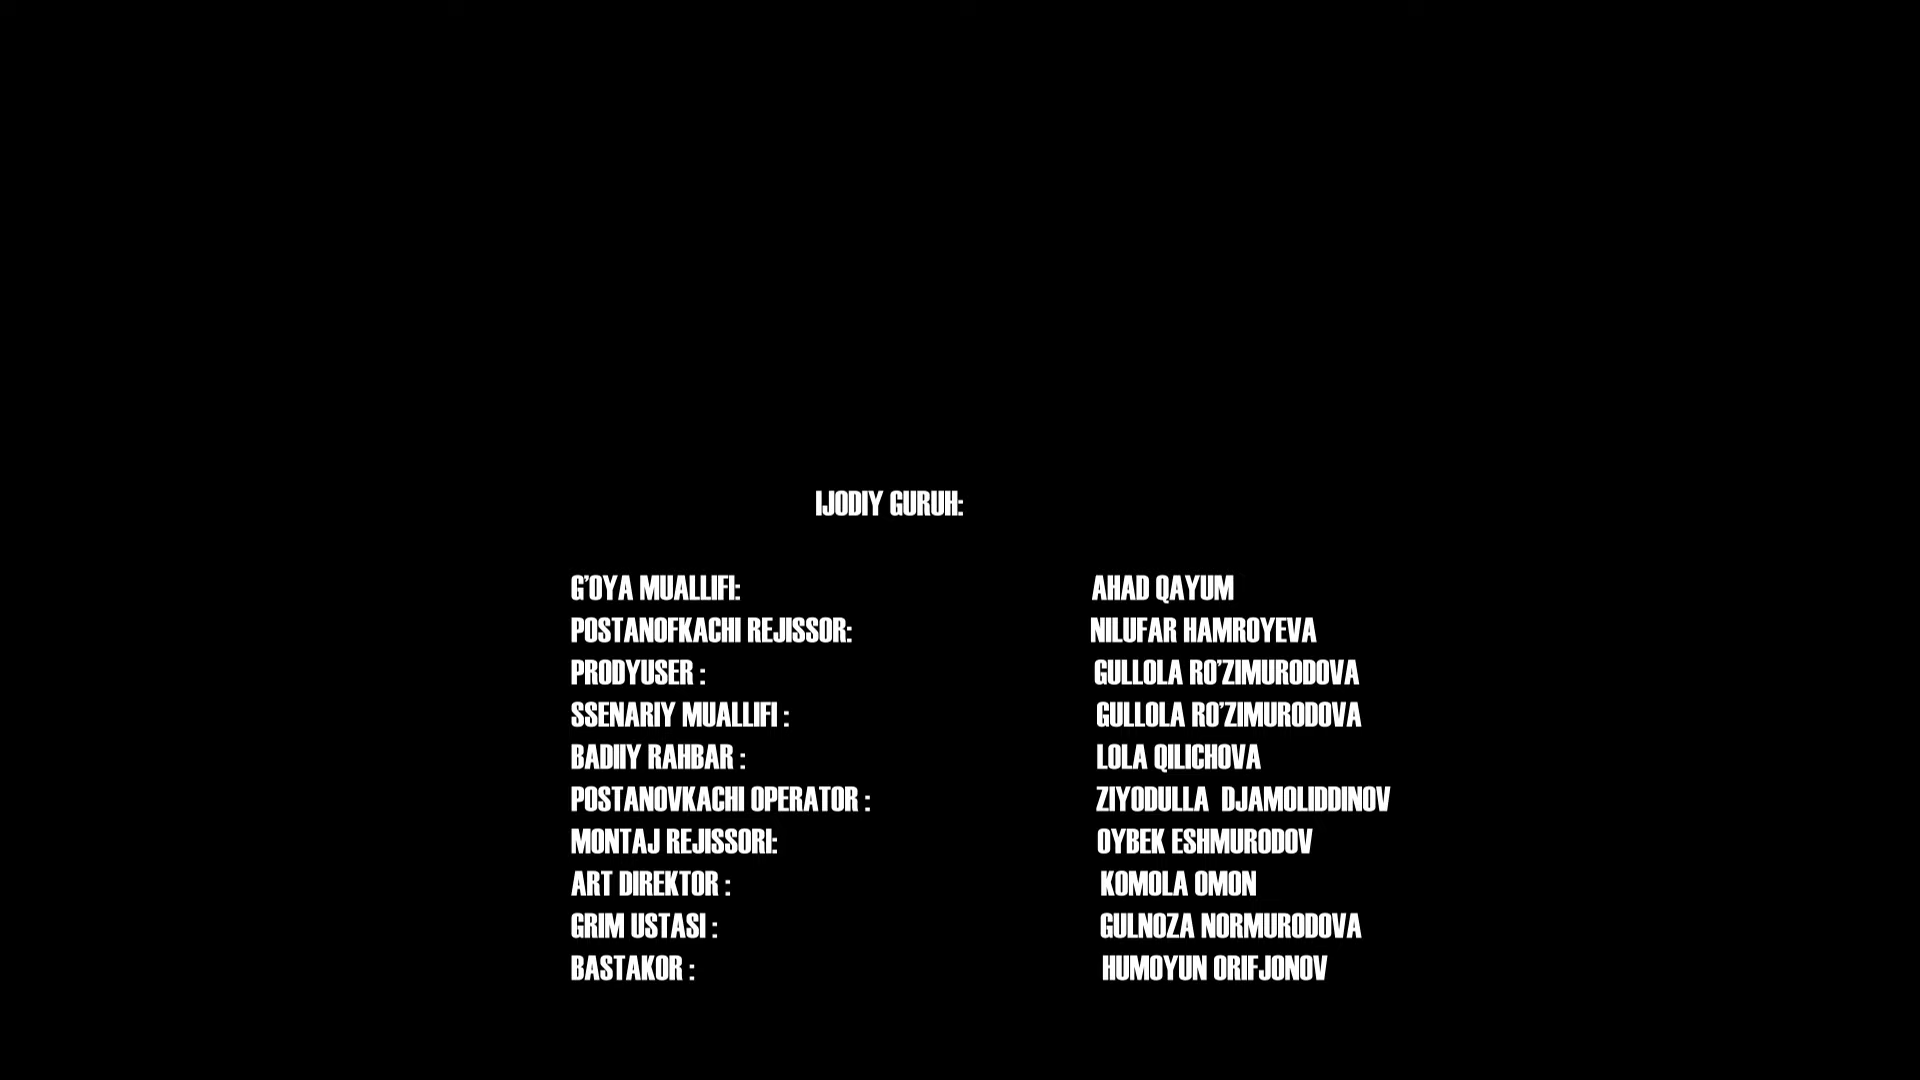 IJODIY GURUH:
G'OYA MUALLIFI: AHAD QAYUM
POSTANOFKACHI REJISSOR: NILUFAR HAMROYEVA
PRODYUSER : GULLOLA RO'ZIMURODOVA
SSENARIY MUALLIFI : GULLOLA RO'ZIMURODOVA
BADIIY RAHBAR : LOLA QILICHOVA
POSTANOVKACHI OPERATOR : ZIYODULLA DJAMOLIDDINOV
MONTAJ REJISSORI: OYBEK ESHMURODOV
ART DIREKTOR : KOMOLA OMON
GRIM USTASI : GULNOZA NORMURODOVA
BASTAKOR : HUMOYUN ORIFJONOV